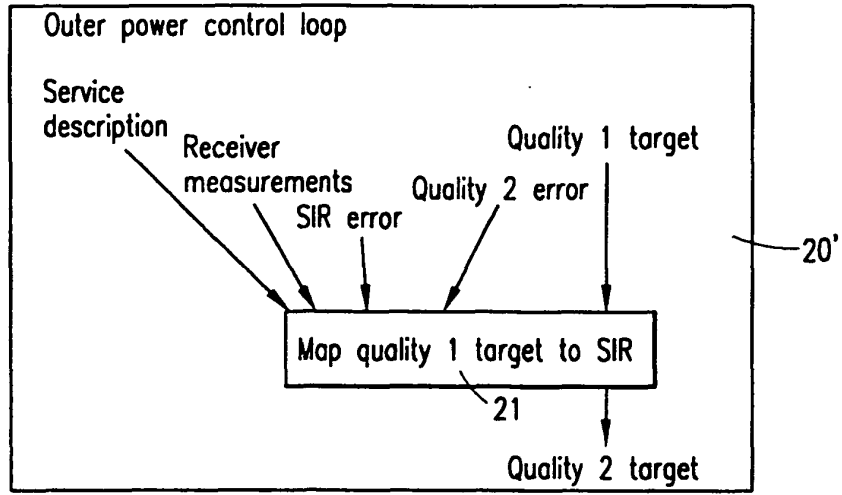 Outer power control loop
Service
description
Receiver
measurements
SIR error
Quality 2 error
Quality 1 target
20'
Map quality 1 target to SIR
21
Quality 2 target